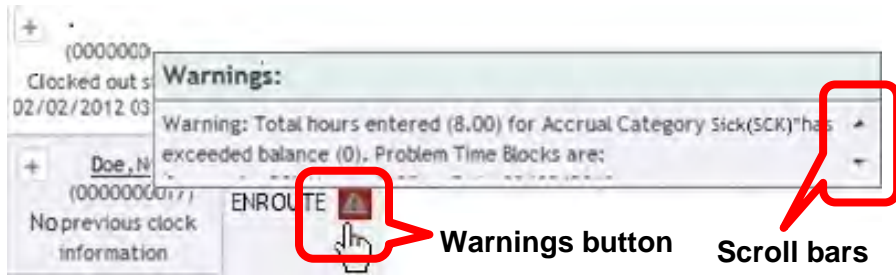 +
(0000000
Clocked out s
02/02/2012 03
Warnings:
Warning: Total hours entered (8.00) for Accrual Category Sick(SCK)"has
exceeded balance (0). Problem Time Blocks are:
+ Doe, N
(00000000177)
No previous clock
information
ENROUTE
Warnings button
Scroll bars